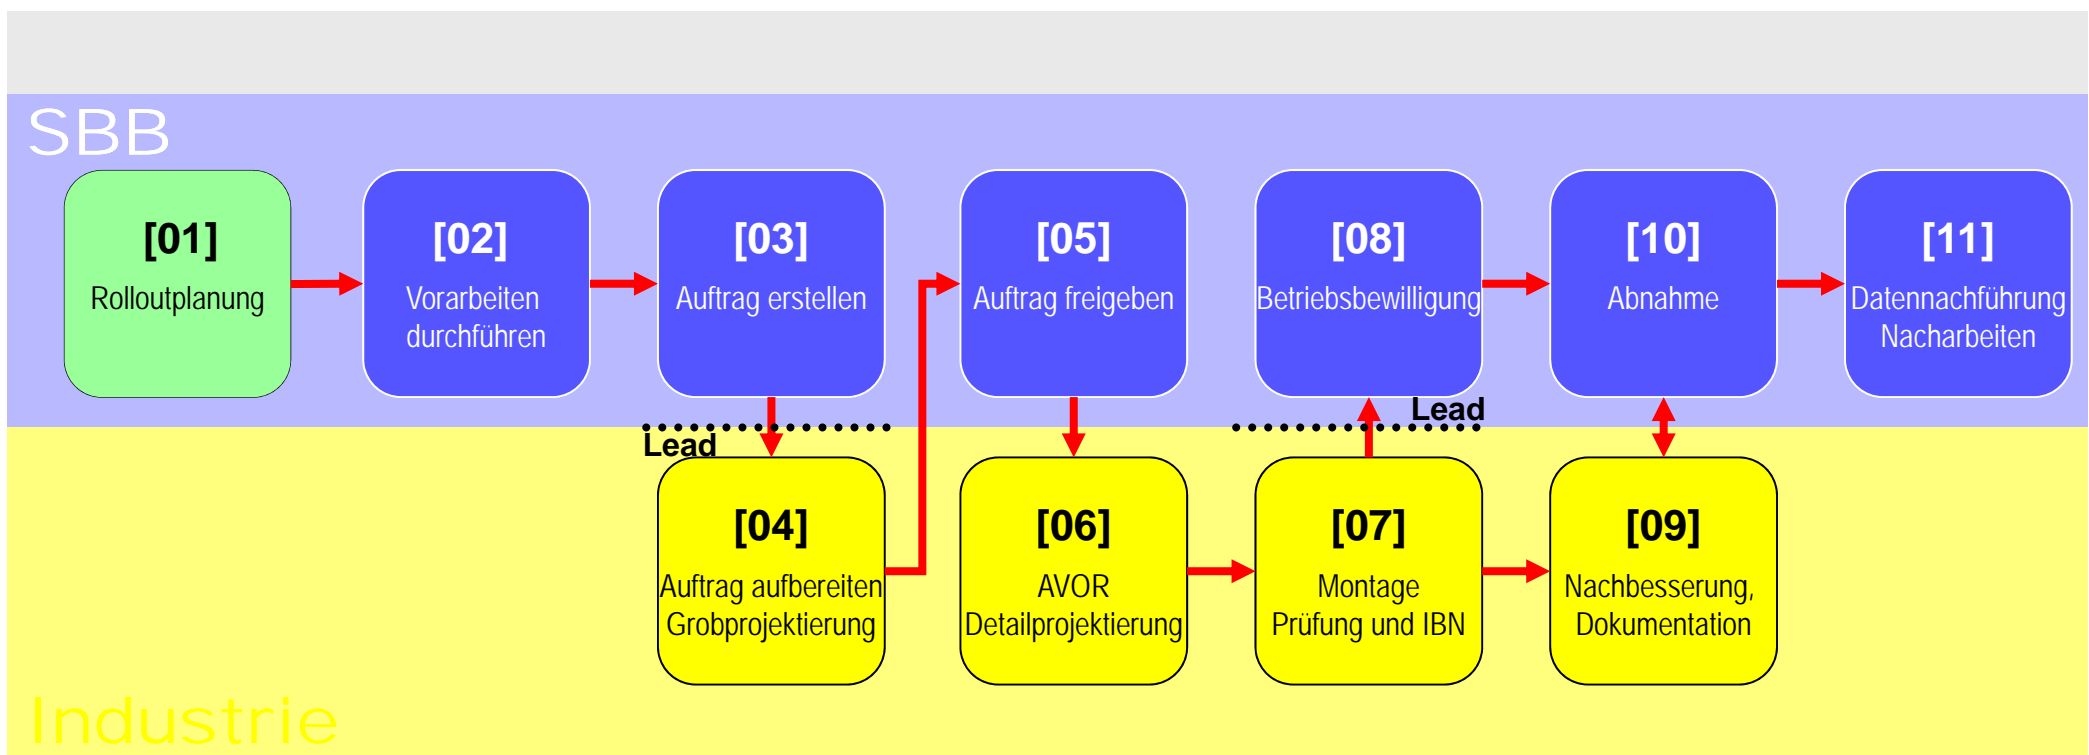 SBB
[01]
Rolloutplanung
[02]
Vorarbeiten
durchführen
[03]
Auftrag erstellen
[05]
Auftrag freigeben
[08]
Betriebsbewilligung
[10]
Abnahme
[11]
Datennachführung
Nacharbeiten
Lead
Lead
[04]
Auftrag aufbereiten
Grobprojektierung
[06]
AVOR
Detailprojektierung
[07]
Montage
Prüfung und IBN
[09]
Nachbesserung,
Dokumentation
Industrie